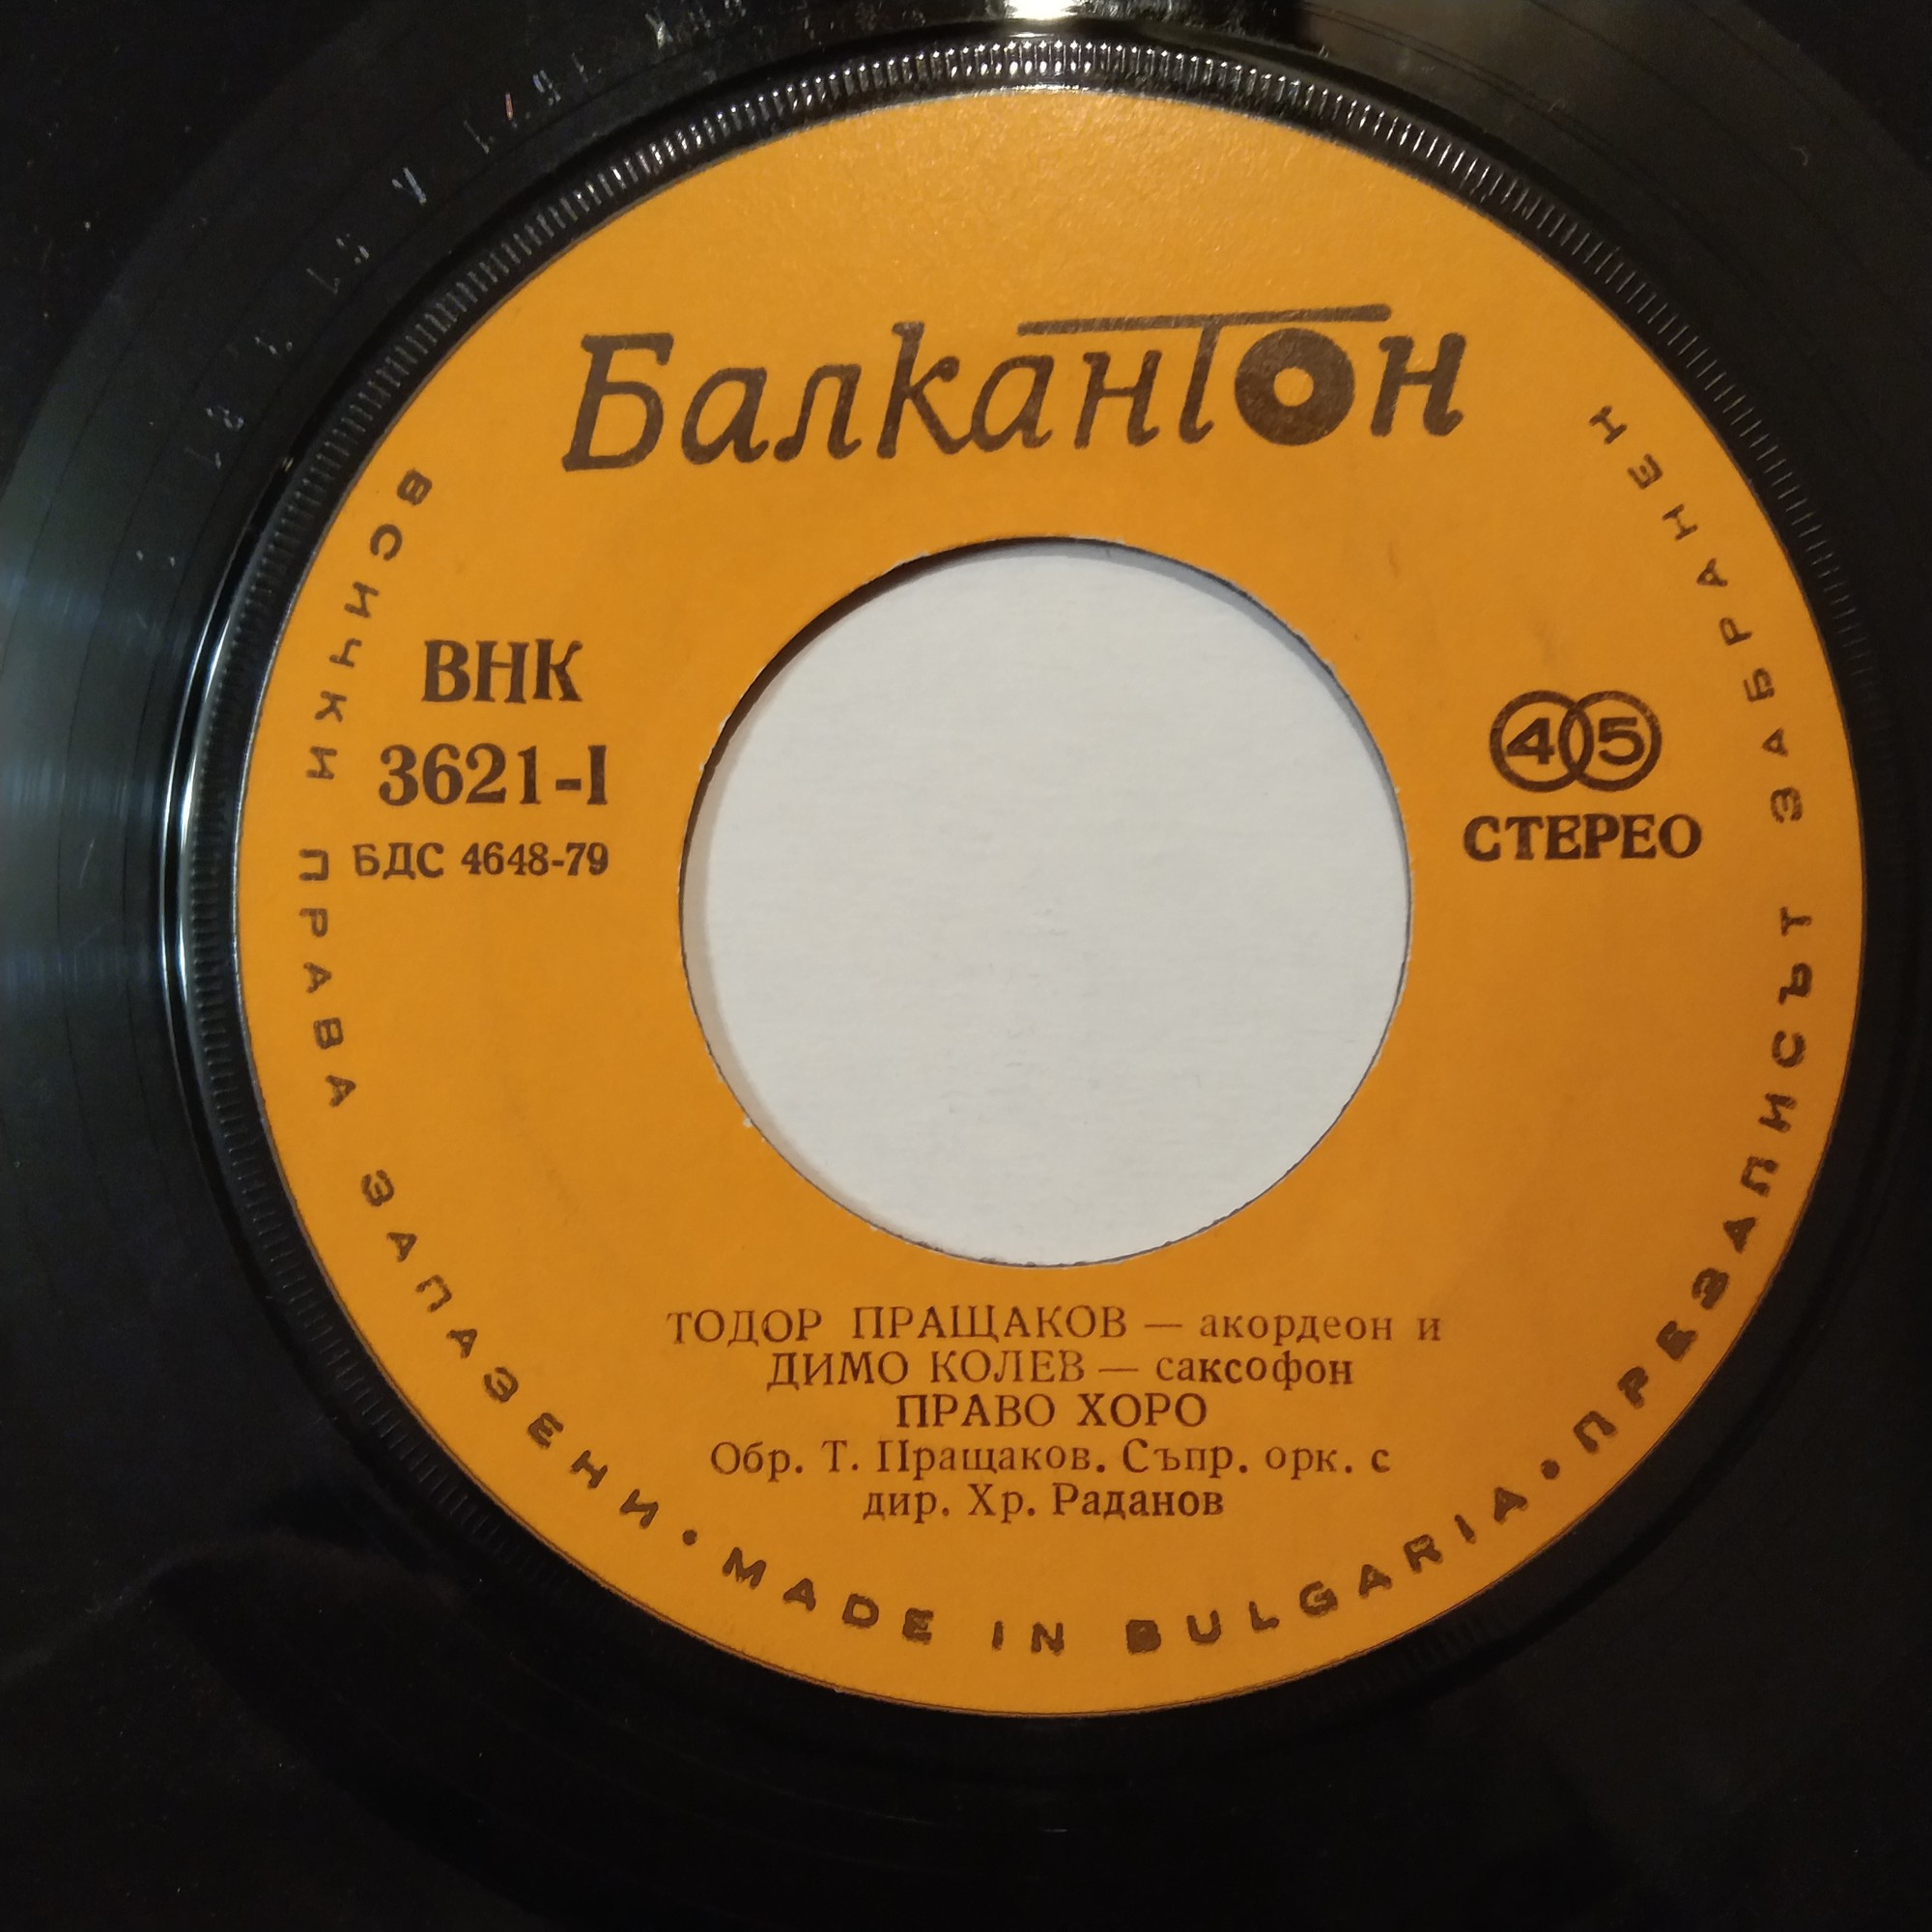 Балкантон
ВНК
3621-I
БДС 4648-79
45
СТЕРЕО
ТОДОР ПРАЩАКОВ — акордеон и
ДИМО КОЛЕВ — саксофон
ПРАВО ХОРО
Обр. Т. Пращаков. Съпр. орк. с
дир. Хр. Раданов
ВСИЧКИ ПРАВА ЗАПАЗЕНИ • MADE IN BULGARIA • ПРЕЗАПИСЪТ ЗАБРАНЕН